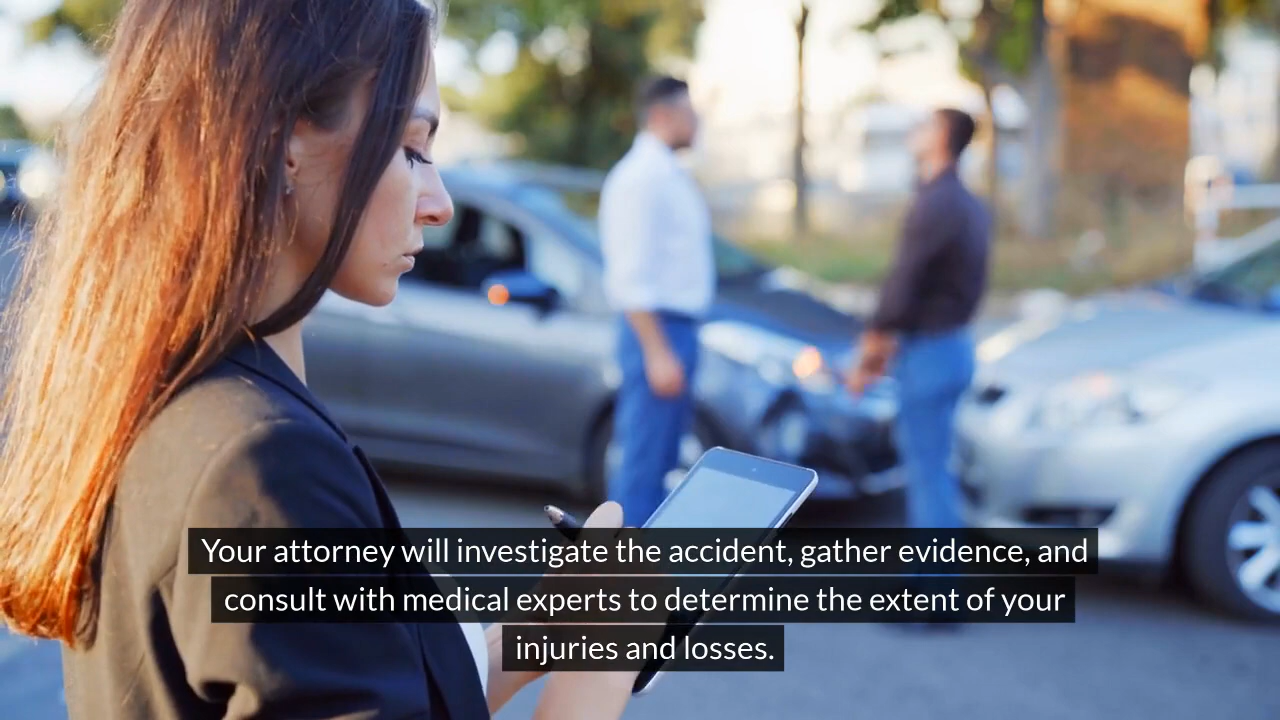 Your attorney will investigate the accident, gather evidence, and
consult with medical experts to determine the extent of your
injuries and losses.